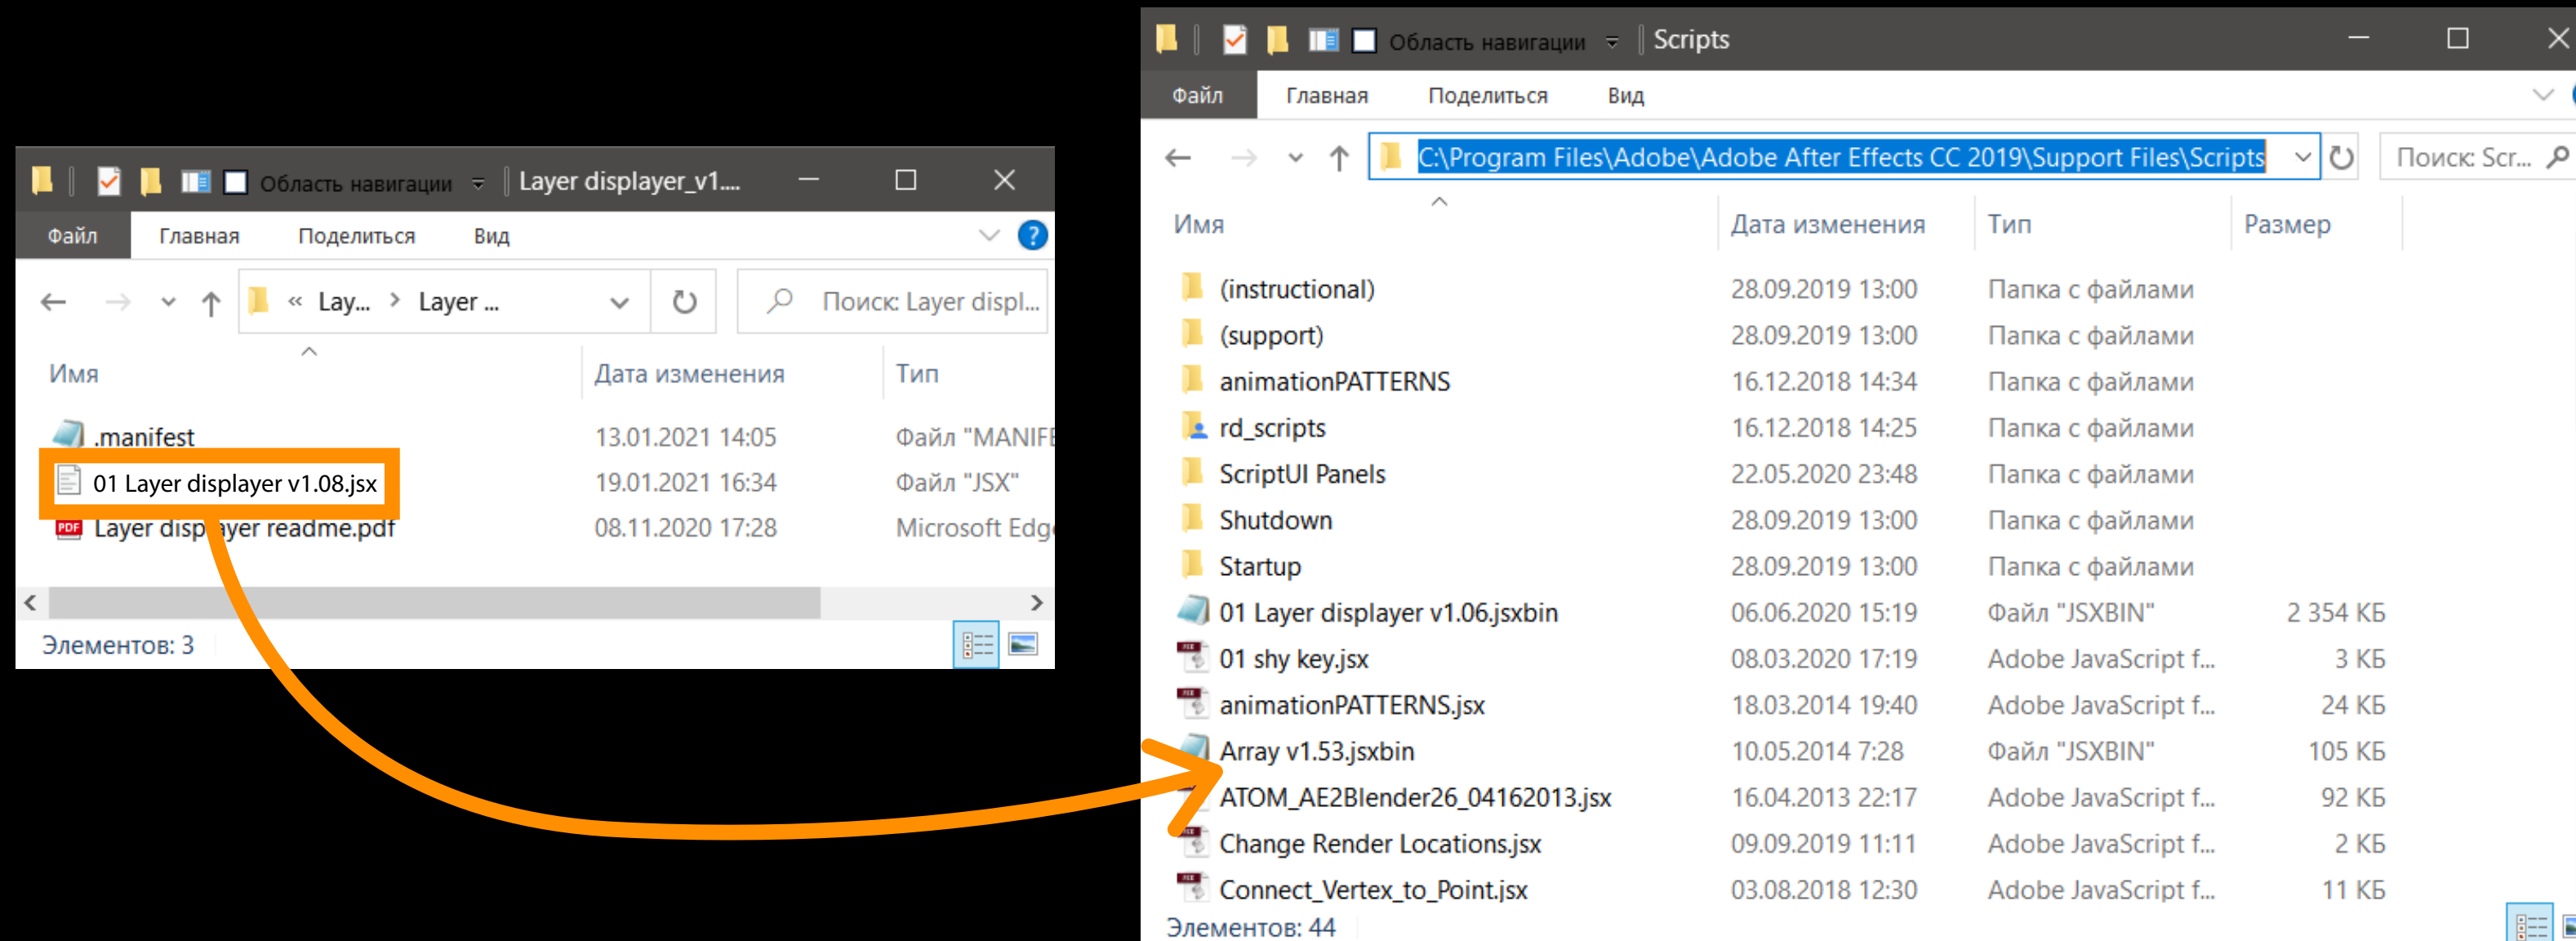 Область навигации Layer displayer_v1....
Файл Главная Поделиться Вид
« Lay... > Layer ... Поиск: Layer displ...
Имя Дата изменения Тип
.manifest 13.01.2021 14:05 Файл "MANIFE
01 Layer displayer v1.08.jsx 19.01.2021 16:34 Файл "JSX"
PDF Layer displayer readme.pdf 08.11.2020 17:28 Microsoft Edge
Элементов: 3
Область навигации Scripts
Файл Главная Поделиться Вид
C:\Program Files\Adobe\Adobe After Effects CC 2019\Support Files\Scripts Поиск: Scr...
Имя Дата изменения Тип Размер
(instructional) 28.09.2019 13:00 Папка с файлами
(support) 28.09.2019 13:00 Папка с файлами
animationPATTERNS 16.12.2018 14:34 Папка с файлами
rd_scripts 16.12.2018 14:25 Папка с файлами
ScriptUI Panels 22.05.2020 23:48 Папка с файлами
Shutdown 28.09.2019 13:00 Папка с файлами
Startup 28.09.2019 13:00 Папка с файлами
01 Layer displayer v1.06.jsxbin 06.06.2020 15:19 Файл "JSXBIN" 2 354 КБ
01 shy key.jsx 08.03.2020 17:19 Adobe JavaScript f... 3 КБ
animationPATTERNS.jsx 18.03.2014 19:40 Adobe JavaScript f... 24 КБ
Array v1.53.jsxbin 10.05.2014 7:28 Файл "JSXBIN" 105 КБ
ATOM_AE2Blender26_04162013.jsx 16.04.2013 22:17 Adobe JavaScript f... 92 КБ
Change Render Locations.jsx 09.09.2019 11:11 Adobe JavaScript f... 2 КБ
Connect_Vertex_to_Point.jsx 03.08.2018 12:30 Adobe JavaScript f... 11 КБ
Элементов: 44